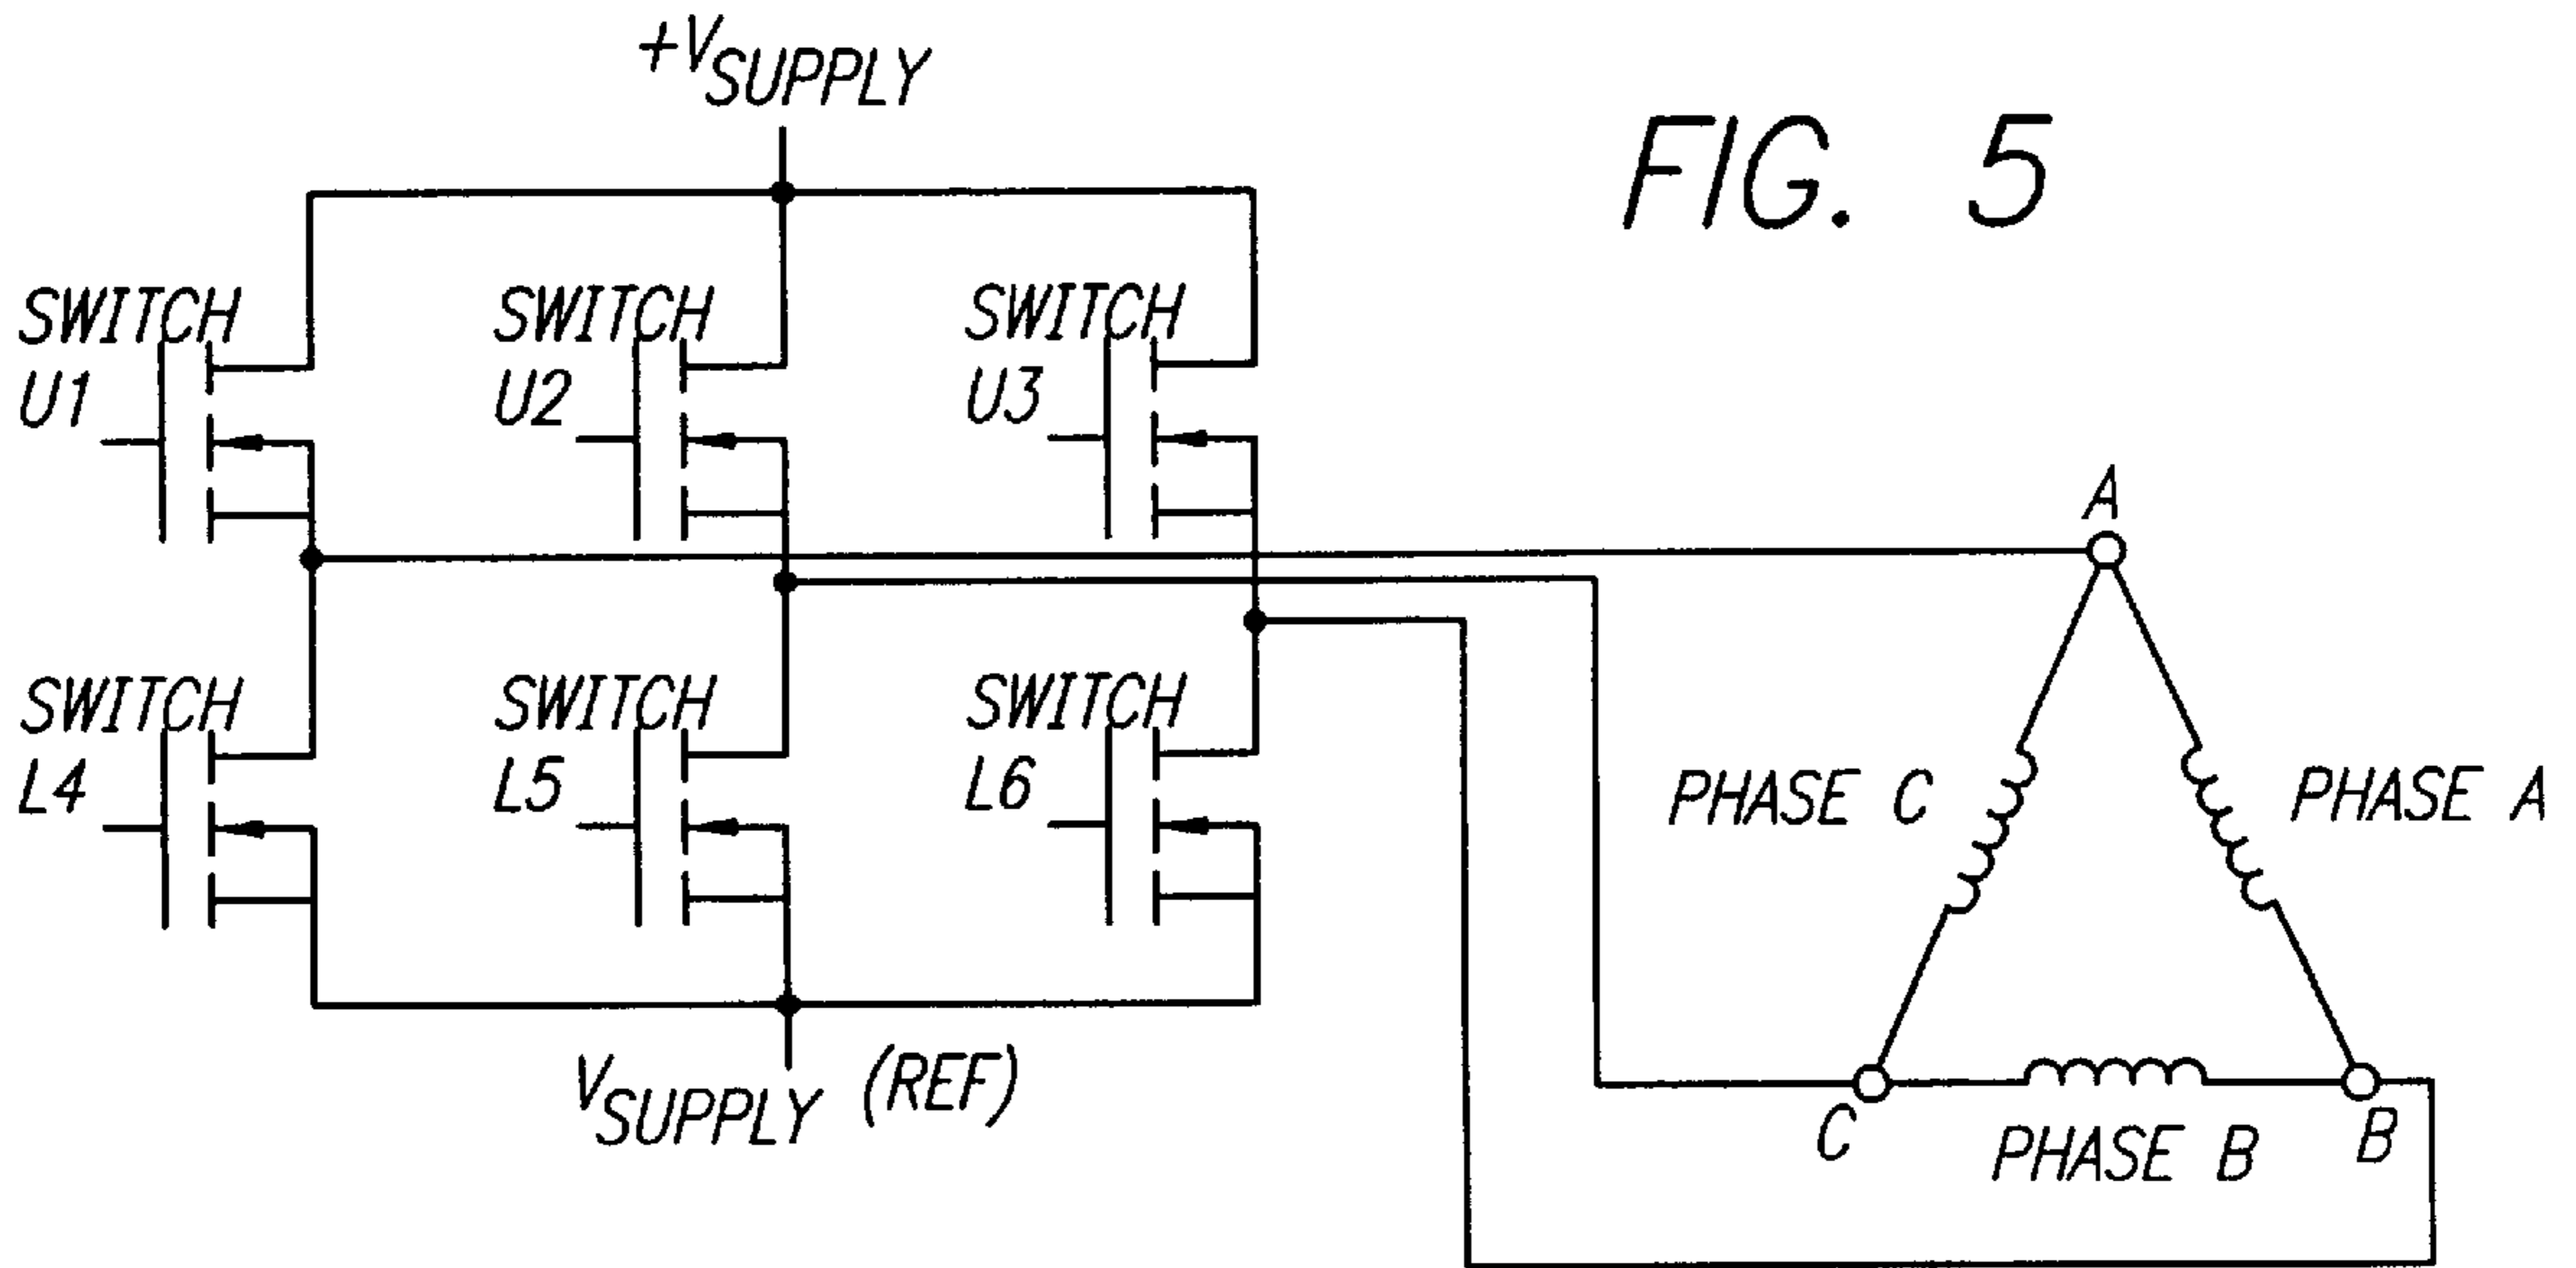 +VSUPPLY
FIG. 5
SWITCH
U1
SWITCH
U2
SWITCH
U3
A
SWITCH
L4
SWITCH
L5
SWITCH
L6
PHASE C
PHASE A
VSUPPLY (REF)
C
PHASE B
B